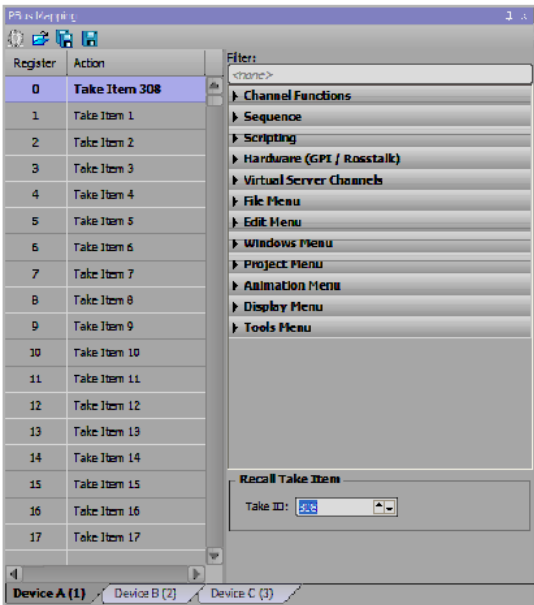 PBus Mapping
Register Action
0 Take Item 308
1 Take Item 1
2 Take Item 2
3 Take Item 3
4 Take Item 4
5 Take Item 5
6 Take Item 6
7 Take Item 7
8 Take Item 8
9 Take Item 9
10 Take Item 10
11 Take Item 11
12 Take Item 12
13 Take Item 13
14 Take Item 14
15 Take Item 15
16 Take Item 16
17 Take Item 17
Filter:
<none>
Channel Functions
Sequence
Scripting
Hardware (GPI / Rosstalk)
Virtual Server Channels
File Menu
Edit Menu
Windows Menu
Project Menu
Animation Menu
Display Menu
Tools Menu
Recall Take Item
Take ID: 308
Device A (1) Device B (2) Device C (3)